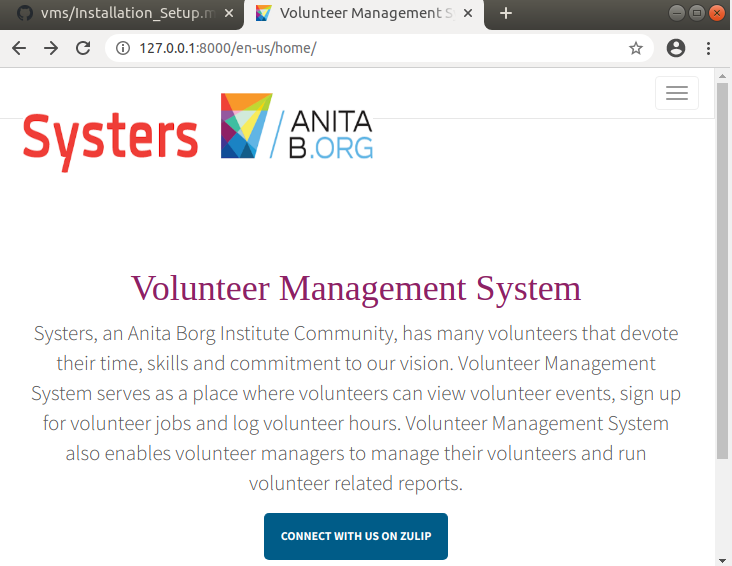 vms/Installation_Setup.m
Volunteer Management S
127.0.0.1:8000/en-us/home/
Systers
ANITA
B.ORG
Volunteer Management System
Systers, an Anita Borg Institute Community, has many volunteers that devote
their time, skills and commitment to our vision. Volunteer Management
System serves as a place where volunteers can view volunteer events, sign up
for volunteer jobs and log volunteer hours. Volunteer Management System
also enables volunteer managers to manage their volunteers and run
volunteer related reports.
CONNECT WITH US ON ZULIP